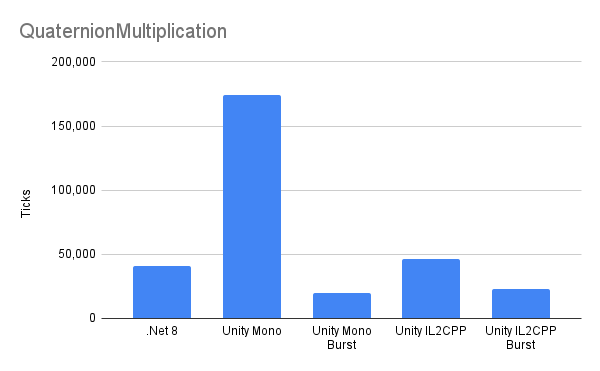 QuaternionMultiplication
200,000
150,000
100,000
50,000
0
Ticks
.Net 8
Unity Mono
Unity Mono
Burst
Unity IL2CPP
Unity IL2CPP
Burst